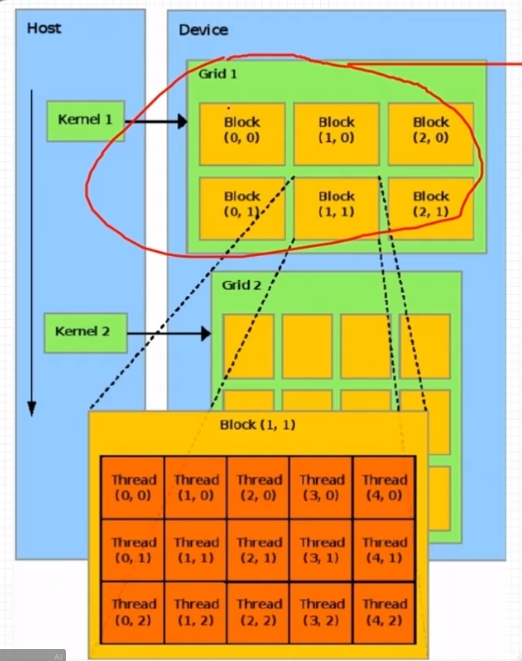 Host
Device
Grid 1
Kernel 1
Block
(0, 0)
Block
(1, 0)
Block
(2, 0)
Block
(0, 1)
Block
(1, 1)
Block
(2, 1)
Grid 2
Kernel 2
Block (1, 1)
Thread
(0, 0)
Thread
(1, 0)
Thread
(2, 0)
Thread
(3, 0)
Thread
(4, 0)
Thread
(0, 1)
Thread
(1, 1)
Thread
(2, 1)
Thread
(3, 1)
Thread
(4, 1)
Thread
(0, 2)
Thread
(1, 2)
Thread
(2, 2)
Thread
(3, 2)
Thread
(4, 2)